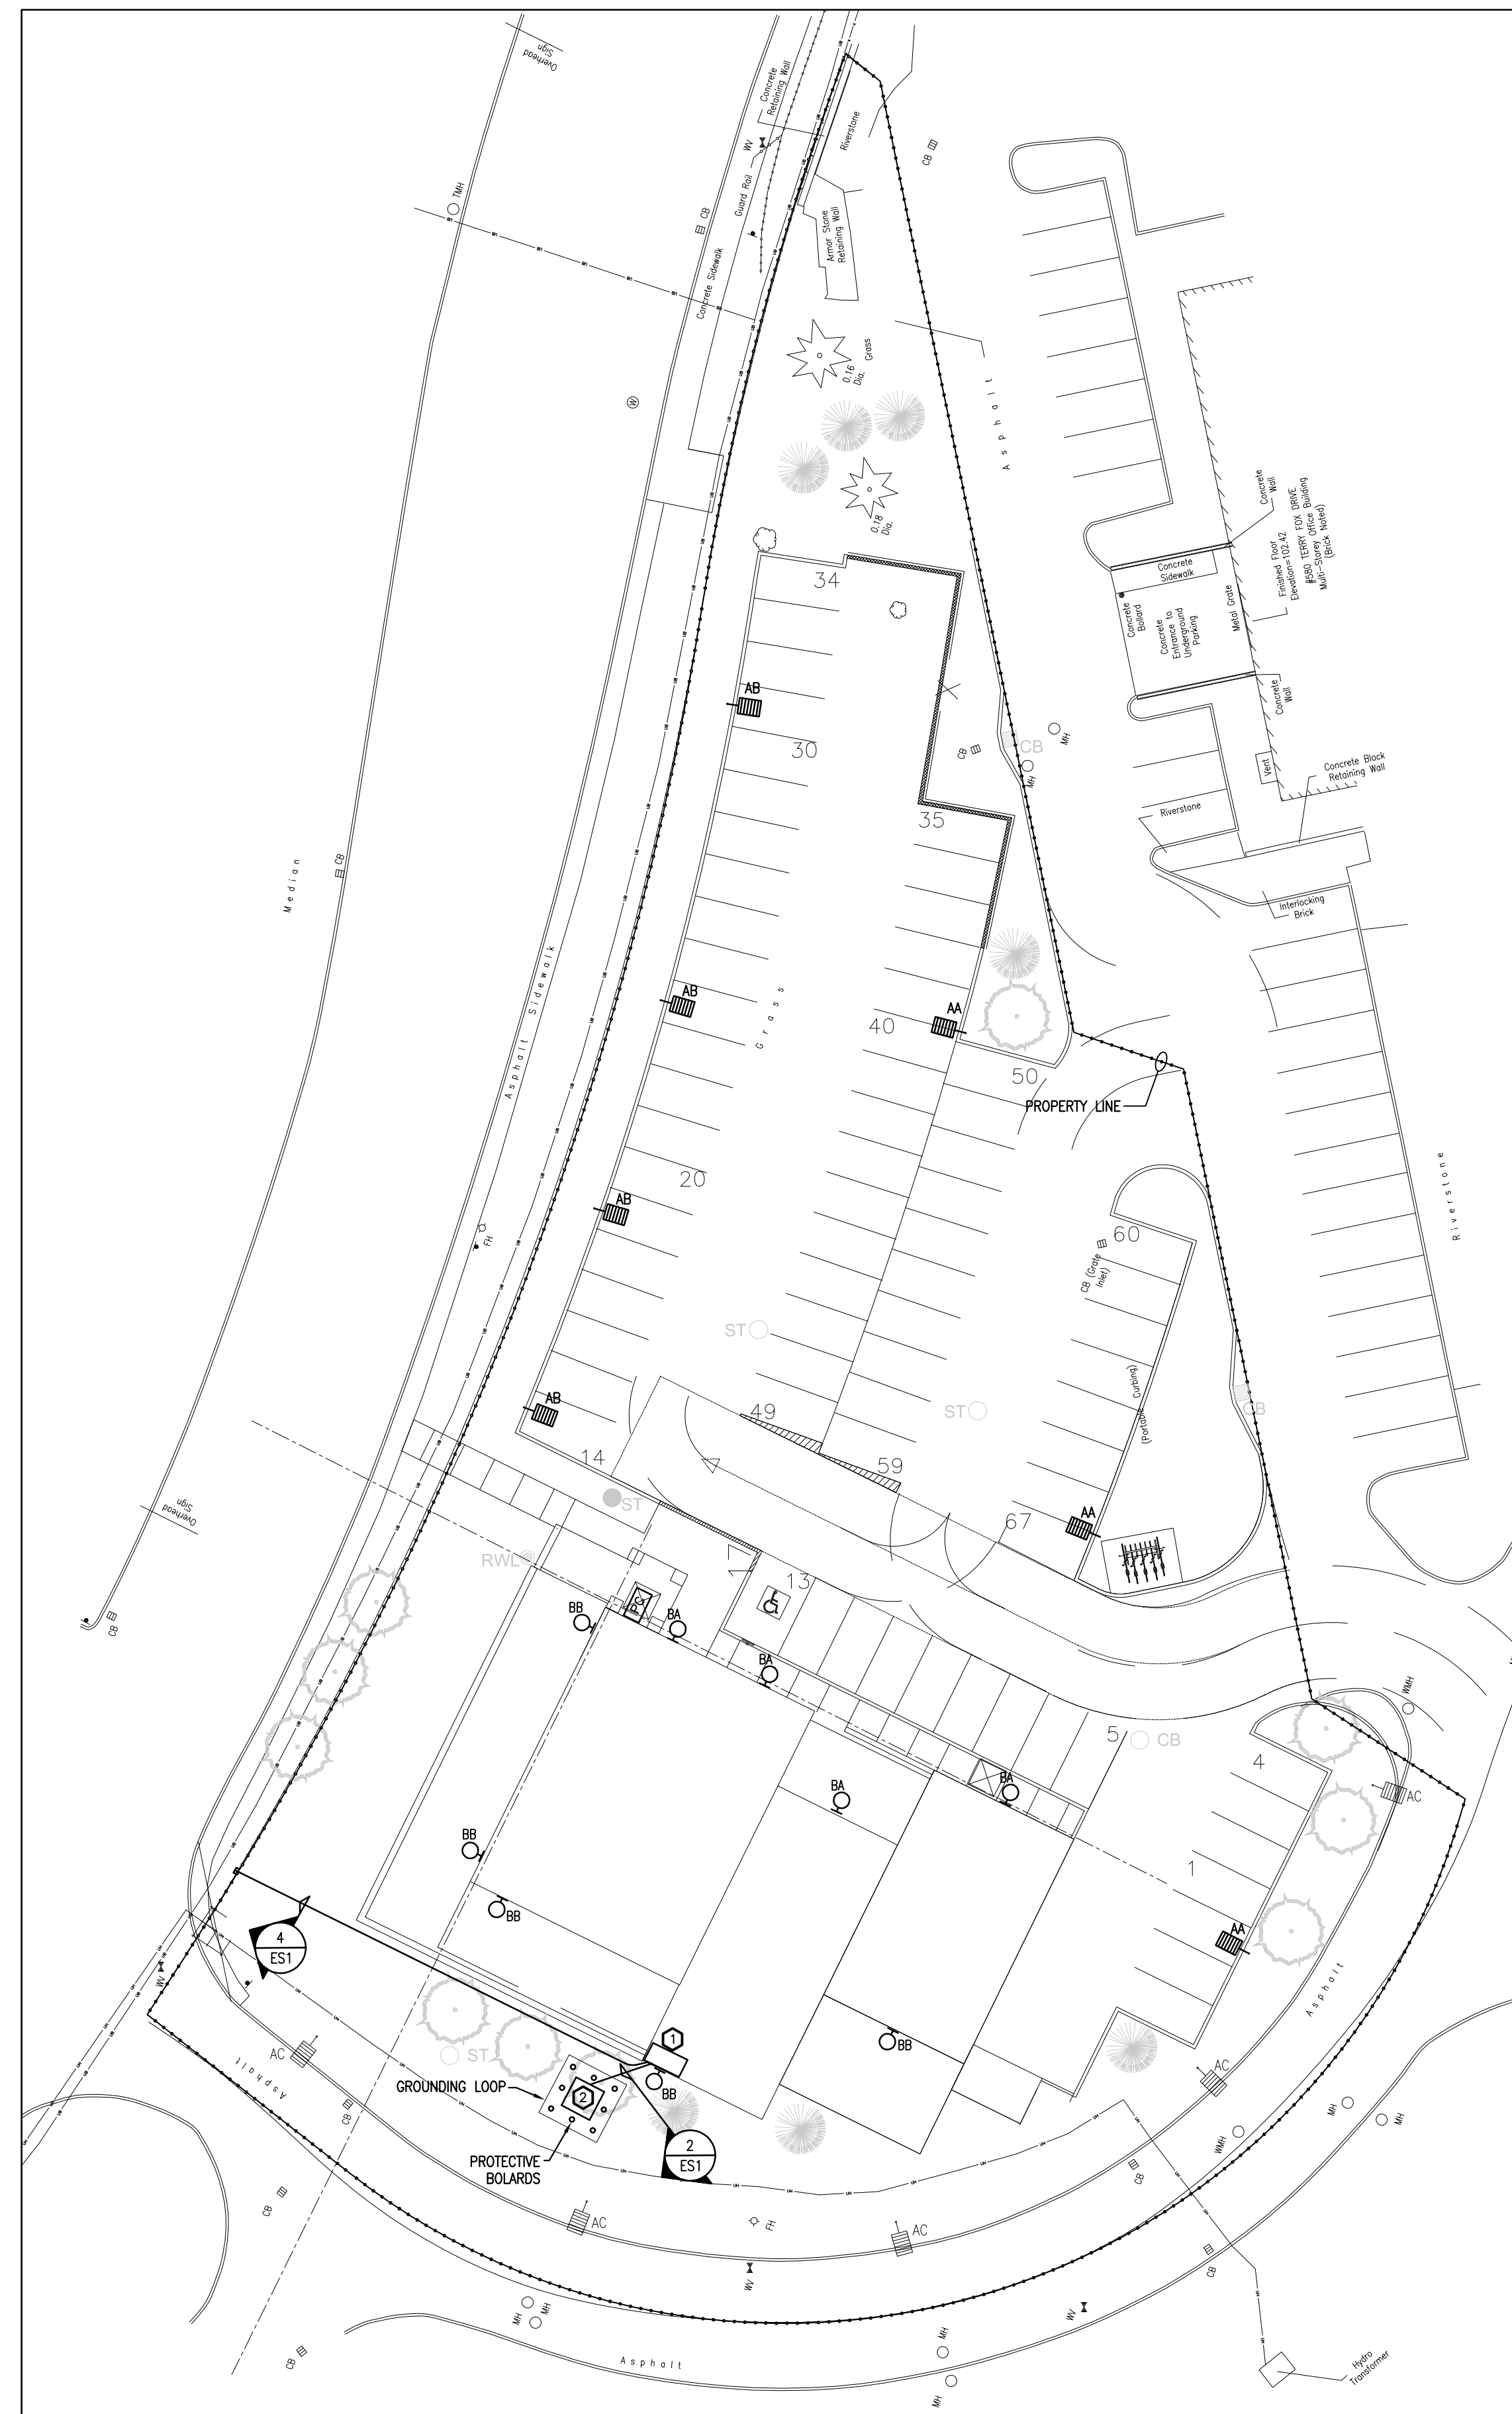 Overhead
Sign
Concrete
Retaining Wall
WV
Riverstone
CB
TMH
Guard Rail
CB
Armor Stone
Retaining Wall
Concrete Sidewalk
Grass
0.16
Dia.
W
Asphalt
0.18
Dia.
Concrete
Wall
Finished Floor
Elevation=102.42
#580 TERRY FOX DRIVE
Multi-Storey Office Building
(Brick Noted)
Concrete
Sidewalk
34
Concrete
Bollard
Concrete
Entrance to
Underground
Parking
Metal Grate
AB
Concrete
Wall
30
CB
CB
MH
MH
Vent
Concrete Block
Retaining Wall
Riverstone
35
Median
CB
Interlocking
Brick
Asphalt Sidewalk
AB
Grass
AA
40
50
PROPERTY LINE
20
AB
Riverstone
FH
60
CB (Grate
Inlet)
ST
(Portable Curbing)
AB
49
ST
CB
14
59
Overhead
Sign
ST
67
AA
RWL
17
13
BB
BA
CB
BA
WMH
5
CB
4
BA
BA
AC
BB
1
BB
AA
4
ES1
WV
Asphalt
1
BB
AC
ST
AC
Asphalt
GROUNDING LOOP
2
BB
CB
MH
MH
WMH
PROTECTIVE
BOLARDS
2
ES1
CB
CB
AC
FH
AC
WV
CB
MH
MH
WV
CB
MH
Asphalt
MH
Hydro
Transformer